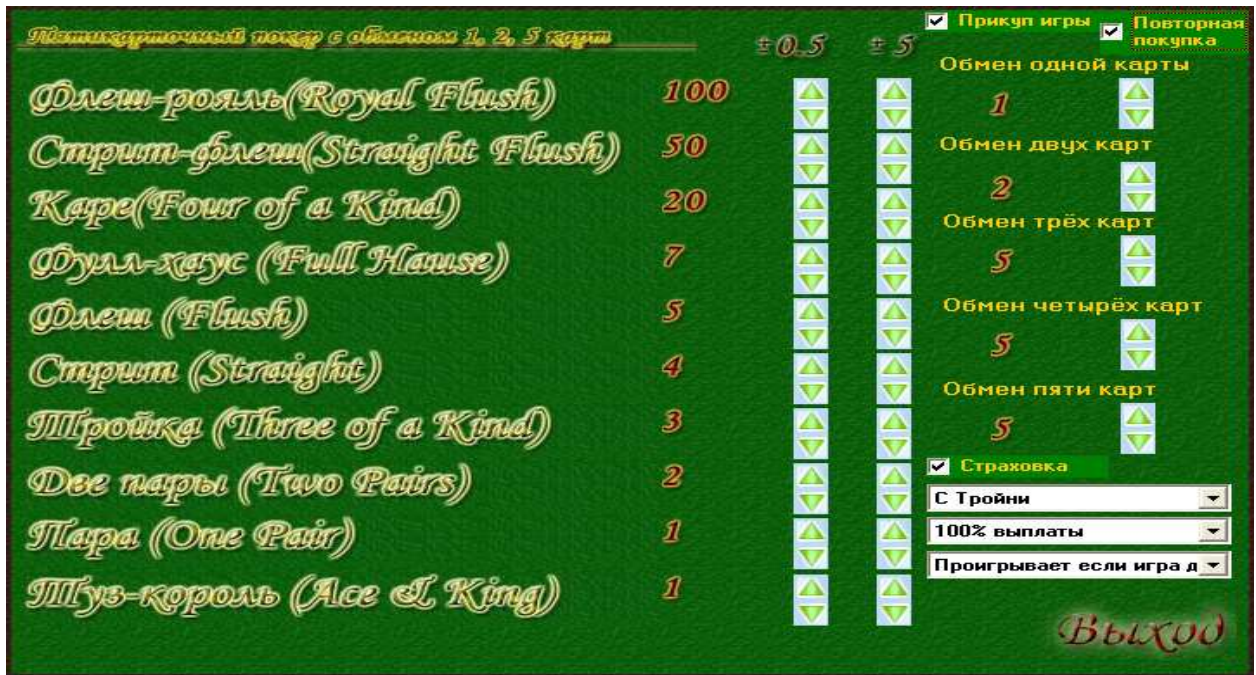 Пятикарточный покер с обменом 1, 2, 5 карт
± 0.5 ± 5
Флеш-рояль(Royal Flush) 100
Стрит-флеш(Straight Flush) 50
Каре(Four of a Kind) 20
Фулл-хаус (Full Hause) 7
Флеш (Flush) 5
Стрит (Straight) 4
Тройка (Three of a Kind) 3
Две пары (Two Pairs) 2
Пара (One Pair) 1
Туз-король (Ace & King) 1
Прикуп игры
Повторная
покупка
Обмен одной карты
1
Обмен двух карт
2
Обмен трёх карт
5
Обмен четырёх карт
5
Обмен пяти карт
5
Страховка
С Тройни
100% выплаты
Проигрывает если игра д
Выход